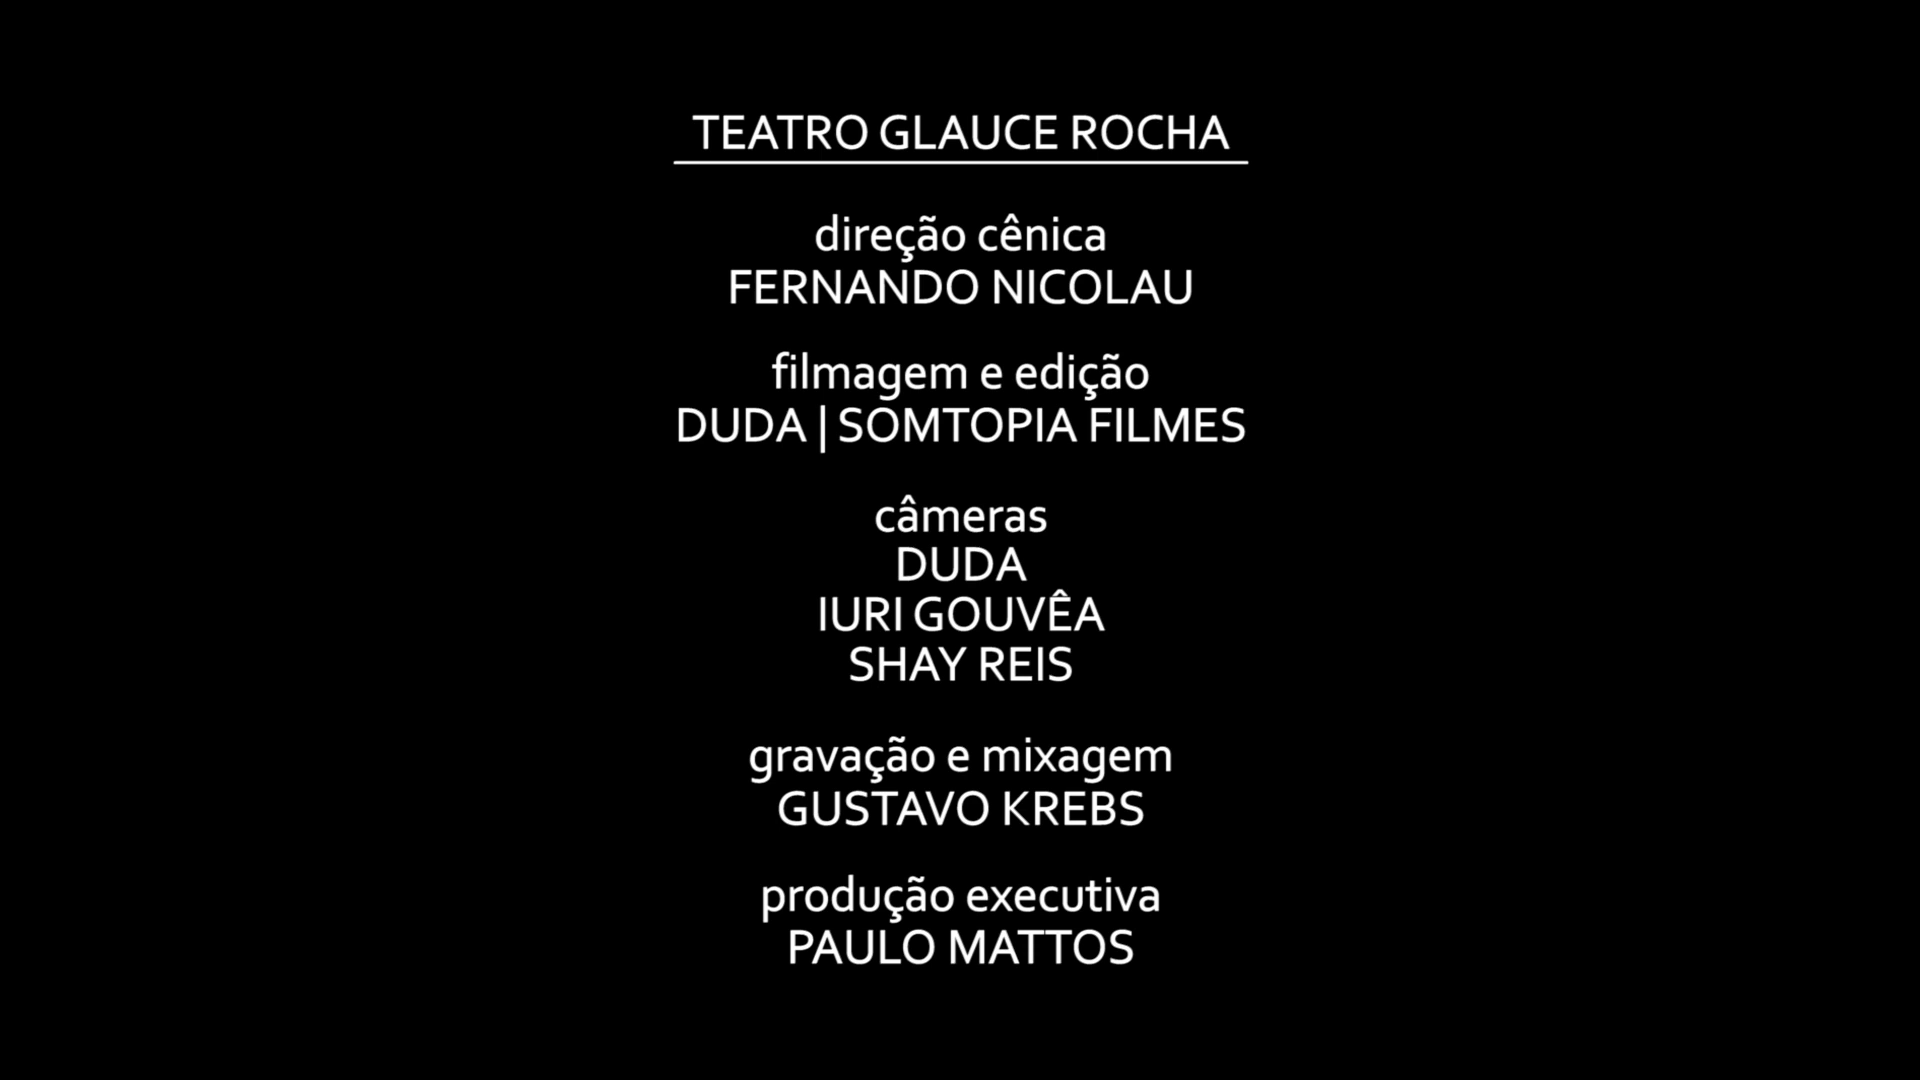 TEATRO GLAUCE ROCHA
direção cênica
FERNANDO NICOLAU
filmagem e edição
DUDA | SOMTOPIA FILMES
câmeras
DUDA
IURI GOUVÊA
SHAY REIS
gravação e mixagem
GUSTAVO KREBS
produção executiva
PAULO MATTOS